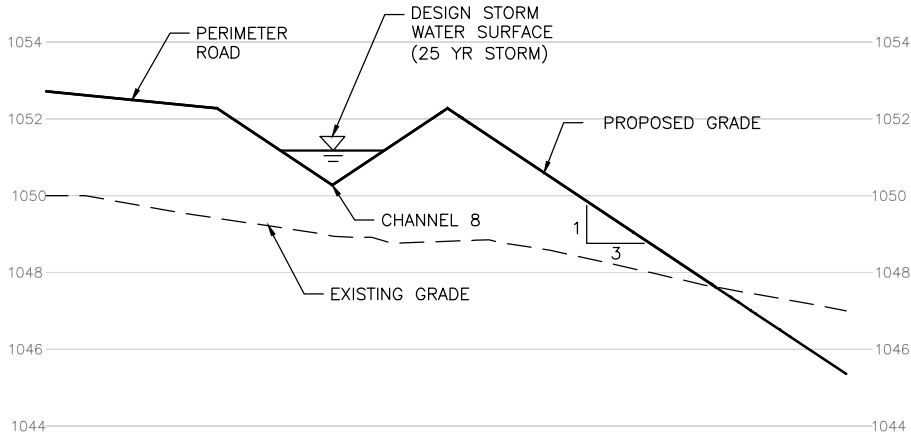 DESIGN STORM
WATER SURFACE
(25 YR STORM)
PERIMETER
ROAD
1054
1054
1052
PROPOSED GRADE
1052
1050
1050
CHANNEL 8
1
3
1048
1048
EXISTING GRADE
1046
1046
1044
1044